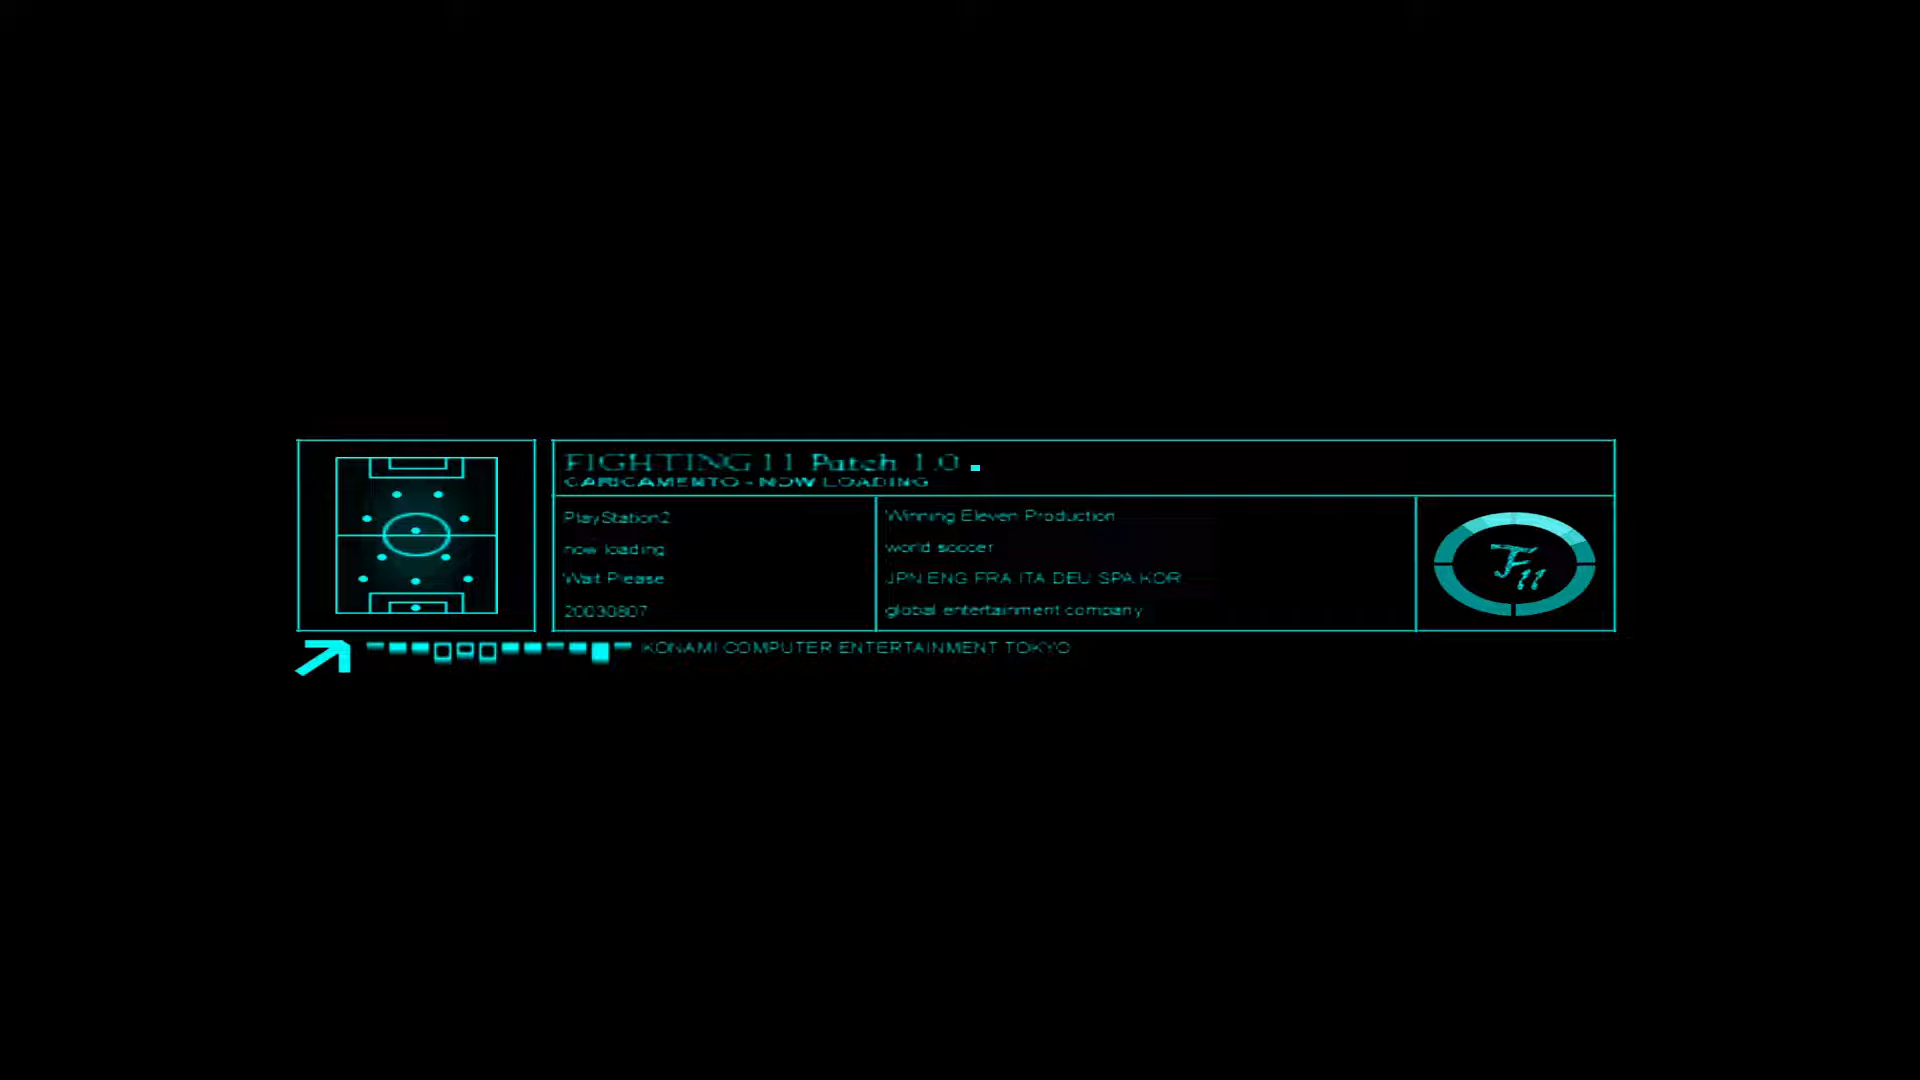 FIGHTING 11 Patch 1.0
CARICAMENTO - NOW LOADING
PlayStation2
now loading
Wait Please
20030807
Winning Eleven Production
world soccer
JPN ENG FRA ITA DEU SPA KOR
global entertainment company
F11
KONAMI COMPUTER ENTERTAINMENT TOKYO